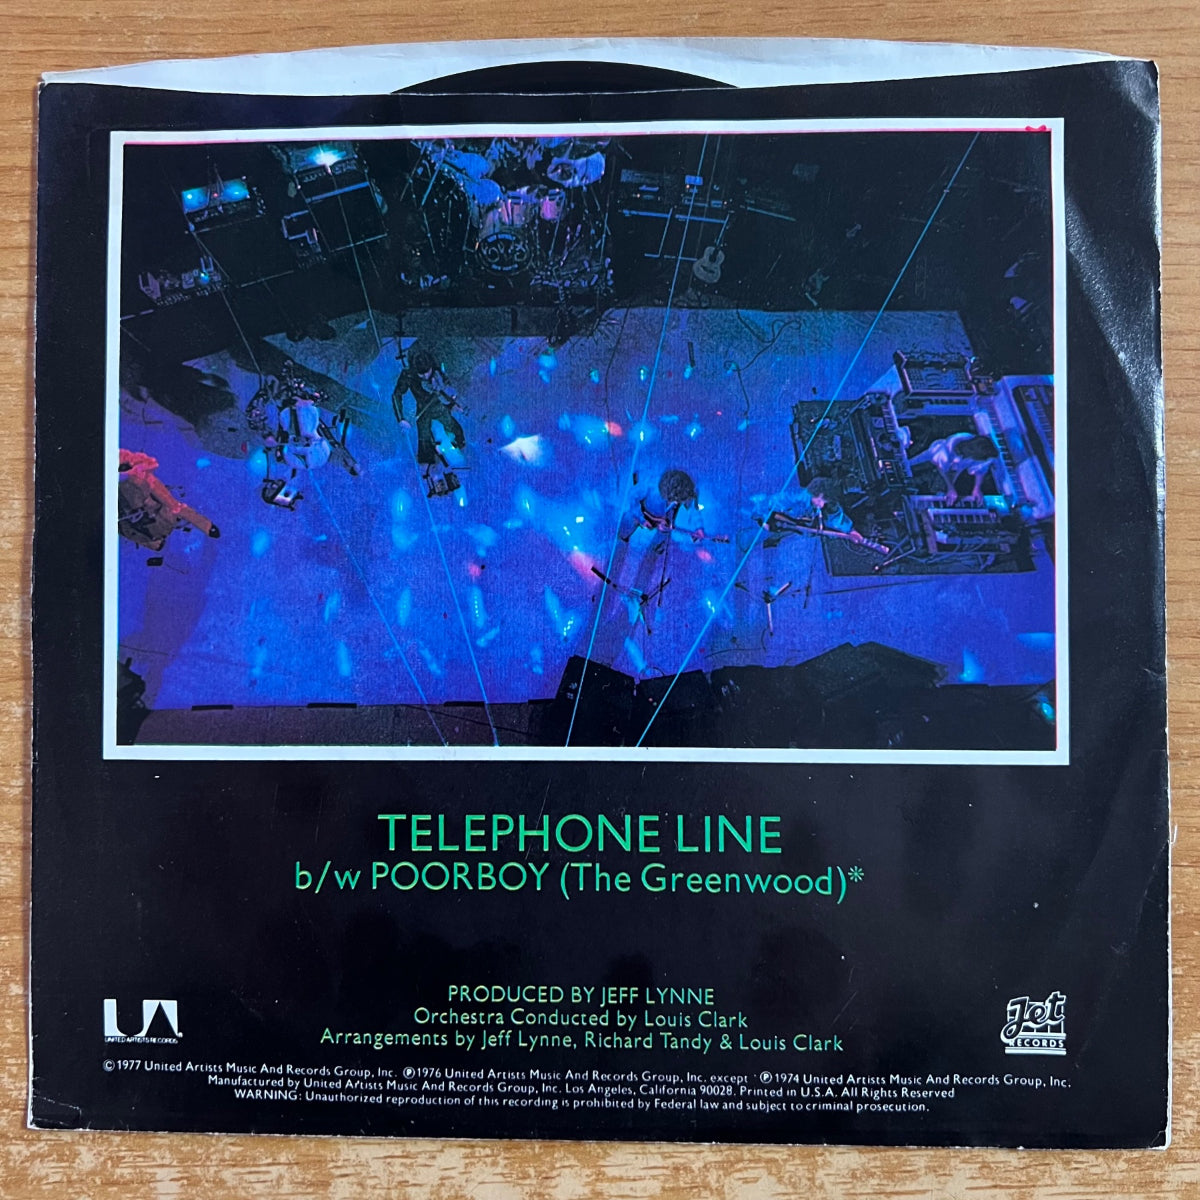 TELEPHONE LINE
b/w POORBOY (The Greenwood)*
PRODUCED BY JEFF LYNNE
Orchestra Conducted by Louis Clark
Arrangements by Jeff Lynne, Richard Tandy & Louis Clark
UA
UNITED ARTISTS RECORDS
Jet
RECORDS
©1977 United Artists Music And Records Group, Inc. ℗1976 United Artists Music And Records Group, Inc. except * ℗1974 United Artists Music And Records Group, Inc.
Manufactured by United Artists Music And Records Group, Inc. Los Angeles, California 90028. Printed in U.S.A. All Rights Reserved
WARNING: Unauthorized reproduction of this recording is prohibited by Federal law and subject to criminal prosecution.